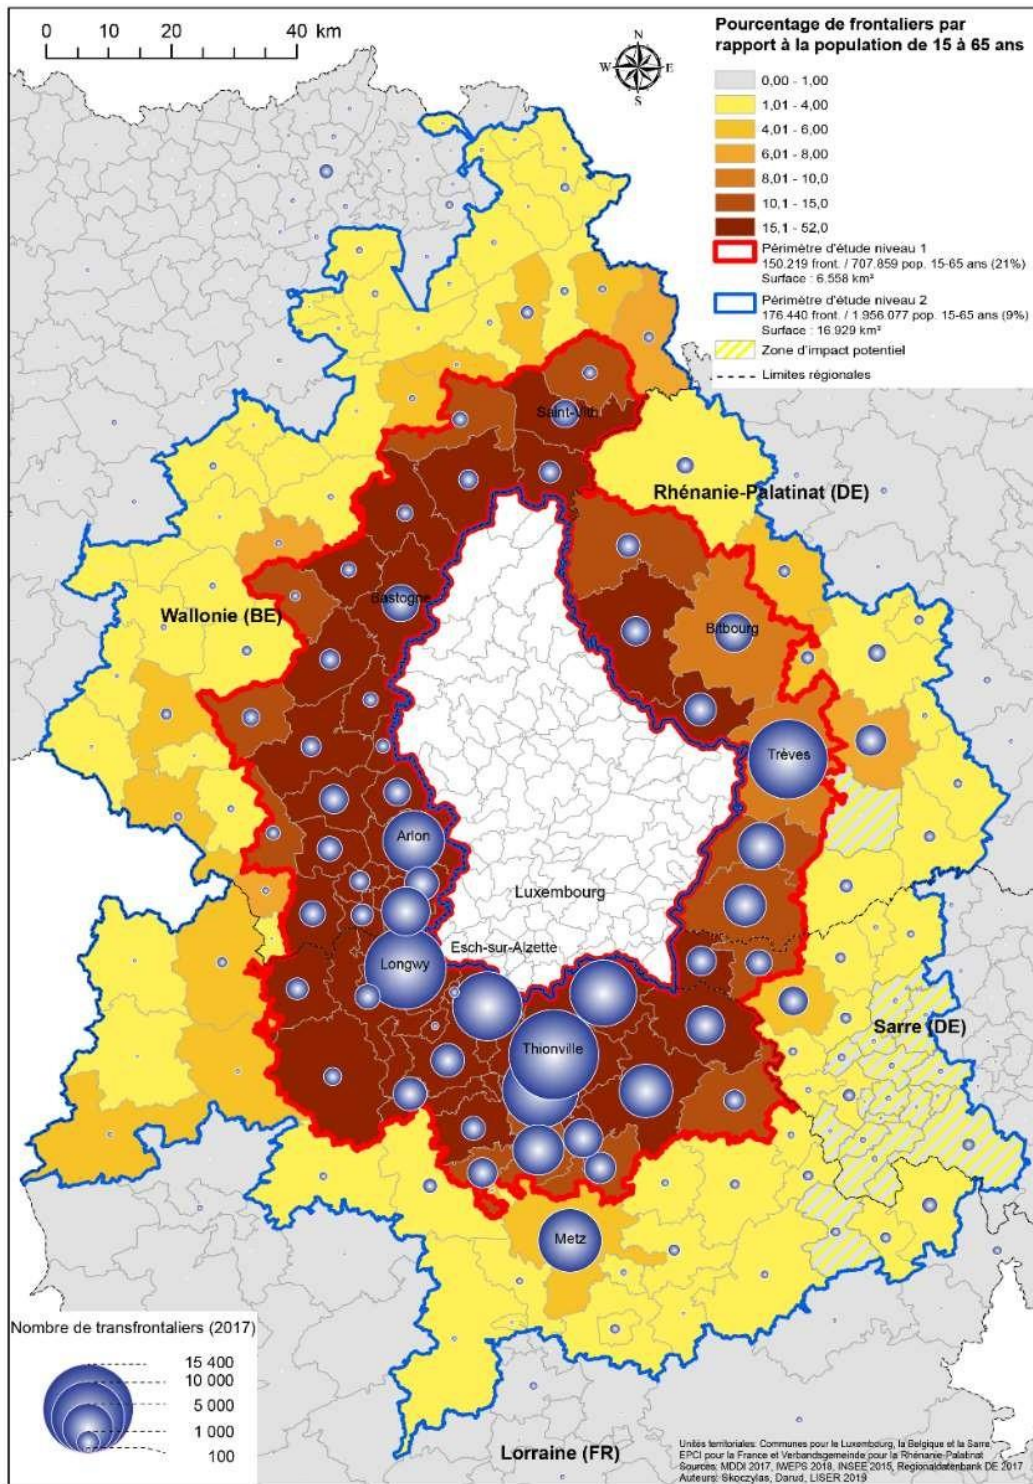 0 10 20 40 km
N
W E
S
Pourcentage de frontaliers par
rapport à la population de 15 à 65 ans
0,00 - 1,00
1,01 - 4,00
4,01 - 6,00
6,01 - 8,00
8,01 - 10,0
10,1 - 15,0
15,1 - 52,0
Périmètre d'étude niveau 1
150.219 front. / 707.859 pop. 15-65 ans (21%)
Surface : 6.558 km²
Périmètre d'étude niveau 2
176.440 front. / 1.956.077 pop. 15-65 ans (9%)
Surface : 16.929 km²
Zone d'impact potentiel
Limites régionales
Saint-Vith
Rhénanie-Palatinat (DE)
Bastogne
Wallonie (BE)
Bitbourg
Trèves
Arlon
Luxembourg
Esch-sur-Alzette
Longwy
Sarre (DE)
Thionville
Metz
Nombre de transfrontaliers (2017)
15 400
10 000
5 000
1 000
100
Lorraine (FR)
Unités territoriales: Communes pour le Luxembourg, la Belgique et la Sarre,
EPCI pour la France et Verbandsgemeinde pour la Rhénanie-Palatinat
Sources: MDDI 2017, IWEPS 2018, INSEE 2015, Regionaldatenbank DE 2017
Auteurs: Skoczylas, Darud, LISER 2019